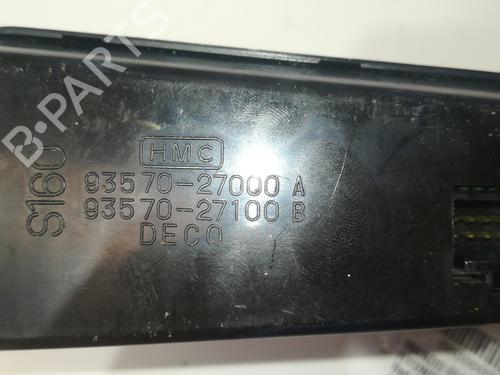 B-PARTS
S160
HMC
93570-27000 A
93570-27100 B
DECO